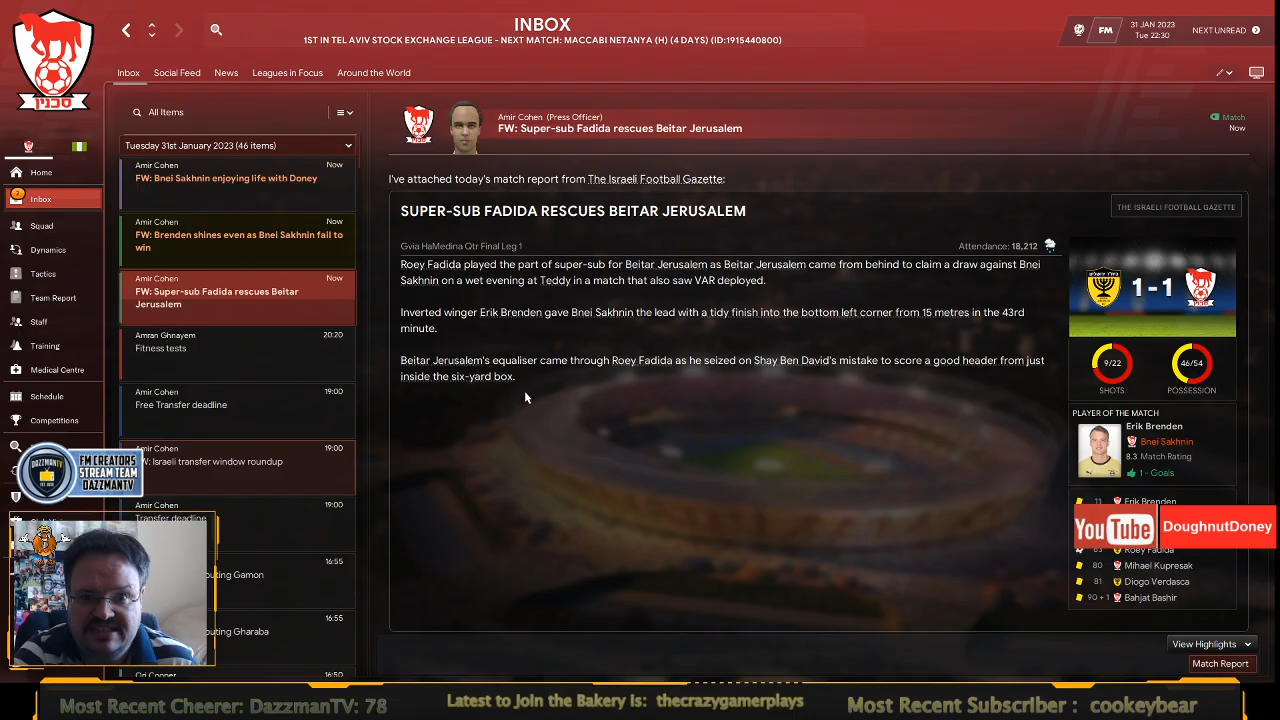 INBOX
1ST IN TEL AVIV STOCK EXCHANGE LEAGUE - NEXT MATCH: MACCABI NETANYA (H) (4 DAYS) (ID:1915440800)
FM
31 JAN 2023
Tue 22:30
NEXT UNREAD
סכנין
Inbox
Social Feed
News
Leagues in Focus
Around the World
All Items
Tuesday 31st January 2023 (46 items)
Home
2
Inbox
Squad
Dynamics
Tactics
Team Report
Staff
Training
Medical Centre
Schedule
Competitions
Amir Cohen
Now
FW: Bnei Sakhnin enjoying life with Doney
Amir Cohen
Now
FW: Brenden shines even as Bnei Sakhnin fail to
win
Amir Cohen
Now
FW: Super-sub Fadida rescues Beitar
Jerusalem
Amran Ghnayem
20:20
Fitness tests
Amir Cohen
19:00
Free Transfer deadline
Amir Cohen
19:00
FW: Israeli transfer window roundup
Amir Cohen
19:00
Transfer deadline
16:55
Gamon
16:55
Gharaba
16:50
Amir Cohen (Press Officer)
FW: Super-sub Fadida rescues Beitar Jerusalem
Match
Now
I've attached today's match report from The Israeli Football Gazette:
SUPER-SUB FADIDA RESCUES BEITAR JERUSALEM
THE ISRAELI FOOTBALL GAZETTE
Gvia HaMedina Qtr Final Leg 1
Attendance: 18,212
Roey Fadida played the part of super-sub for Beitar Jerusalem as Beitar Jerusalem came from behind to claim a draw against Bnei
Sakhnin on a wet evening at Teddy in a match that also saw VAR deployed.
Inverted winger Erik Brenden gave Bnei Sakhnin the lead with a tidy finish into the bottom left corner from 15 metres in the 43rd
minute.
Beitar Jerusalem's equaliser came through Roey Fadida as he seized on Shay Ben David's mistake to score a good header from just
inside the six-yard box.
1-1
9/22
SHOTS
46/54
POSSESSION
PLAYER OF THE MATCH
Erik Brenden
Bnei Sakhnin
8.3 Match Rating
1 - Goals
11 Erik Brenden
63 Roey Fadida
80 Mihael Kupresak
81 Diogo Verdasca
90 + 1 Bahjat Bashir
View Highlights
Match Report
DAZZMANTV
FM CREATORS
STREAM TEAM
DAZZMANTV
YouTube
DoughnutDoney
Most Recent Cheerer: DazzmanTV: 78
Latest to Join the Bakery is: thecrazygamerplays
Most Recent Subscriber : cookeybear